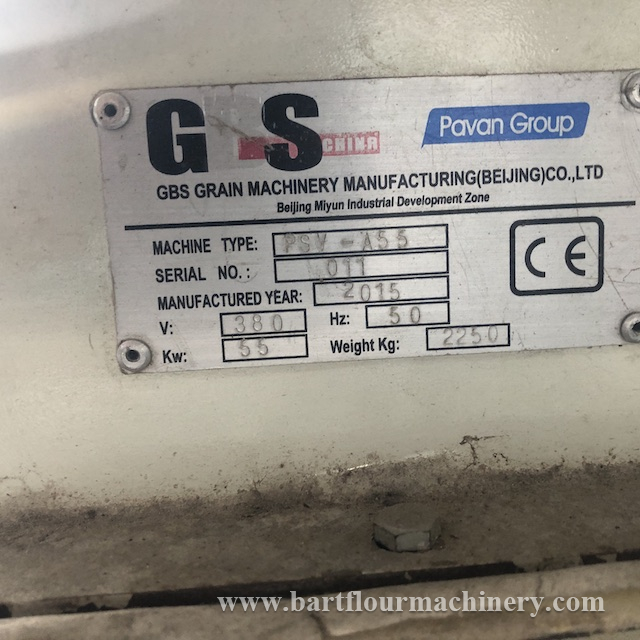 G S
CHINA
Pavan Group
GBS GRAIN MACHINERY MANUFACTURING(BEIJING)CO.,LTD
Beijing Miyun Industrial Development Zone
MACHINE TYPE: PSV-A55
SERIAL NO.: 011
MANUFACTURED YEAR: 2015
V: 380 Hz: 50
Kw: 55 Weight Kg: 2250
CE
www.bartflourmachinery.com